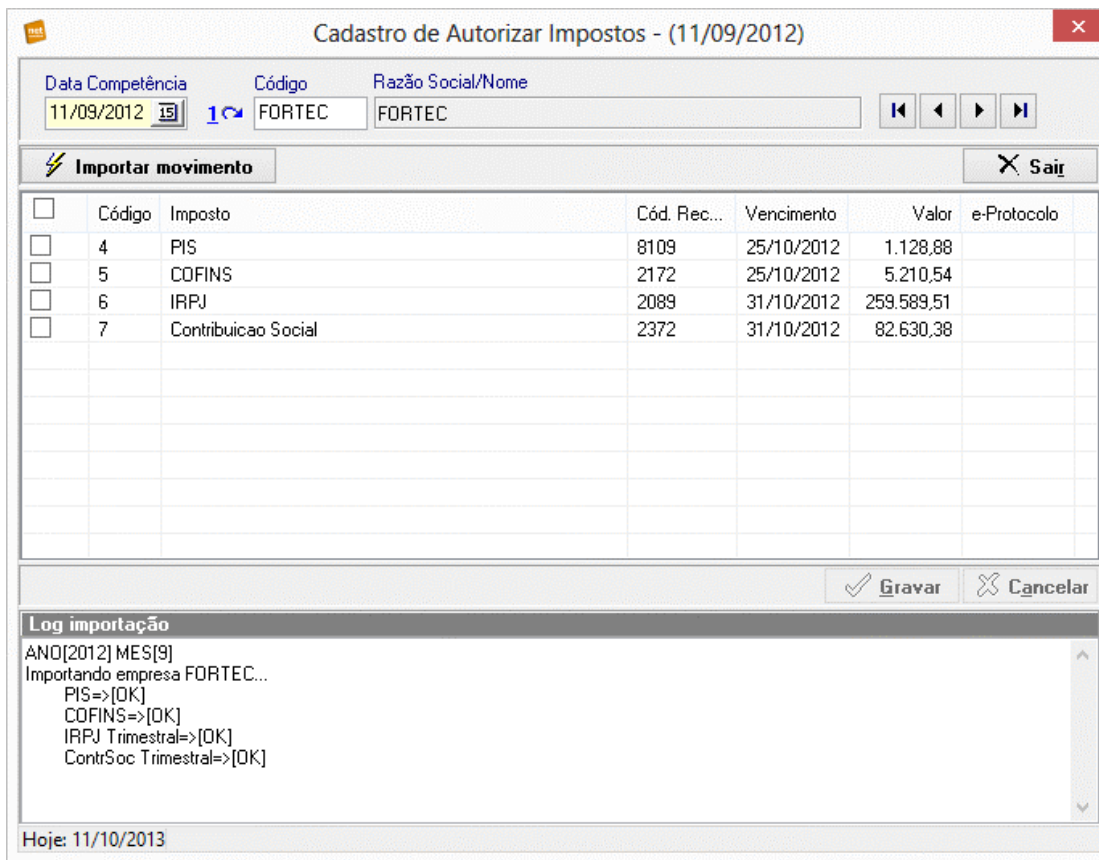 net
Cadastro de Autorizar Impostos - (11/09/2012)
Data Competência Código Razão Social/Nome
11/09/2012 15 1 FORTEC FORTEC
Importar movimento Sair
Código Imposto Cód. Rec... Vencimento Valor e-Protocolo
4 PIS 8109 25/10/2012 1.128,88
5 COFINS 2172 25/10/2012 5.210,54
6 IRPJ 2089 31/10/2012 259.589,51
7 Contribuicao Social 2372 31/10/2012 82.630,38
Gravar Cancelar
Log importação
ANO[2012] MES[9]
Importando empresa FORTEC...
PIS=>[OK]
COFINS=>[OK]
IRPJ Trimestral=>[OK]
ContrSoc Trimestral=>[OK]
Hoje: 11/10/2013